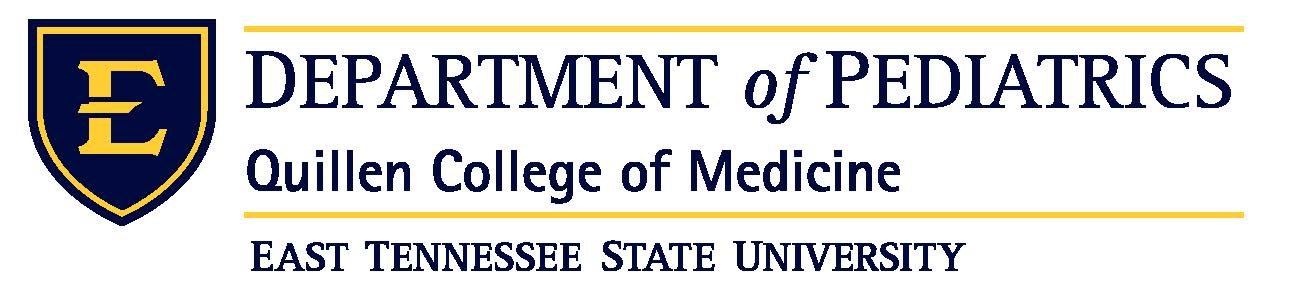 E
DEPARTMENT of PEDIATRICS
Quillen College of Medicine
EAST TENNESSEE STATE UNIVERSITY